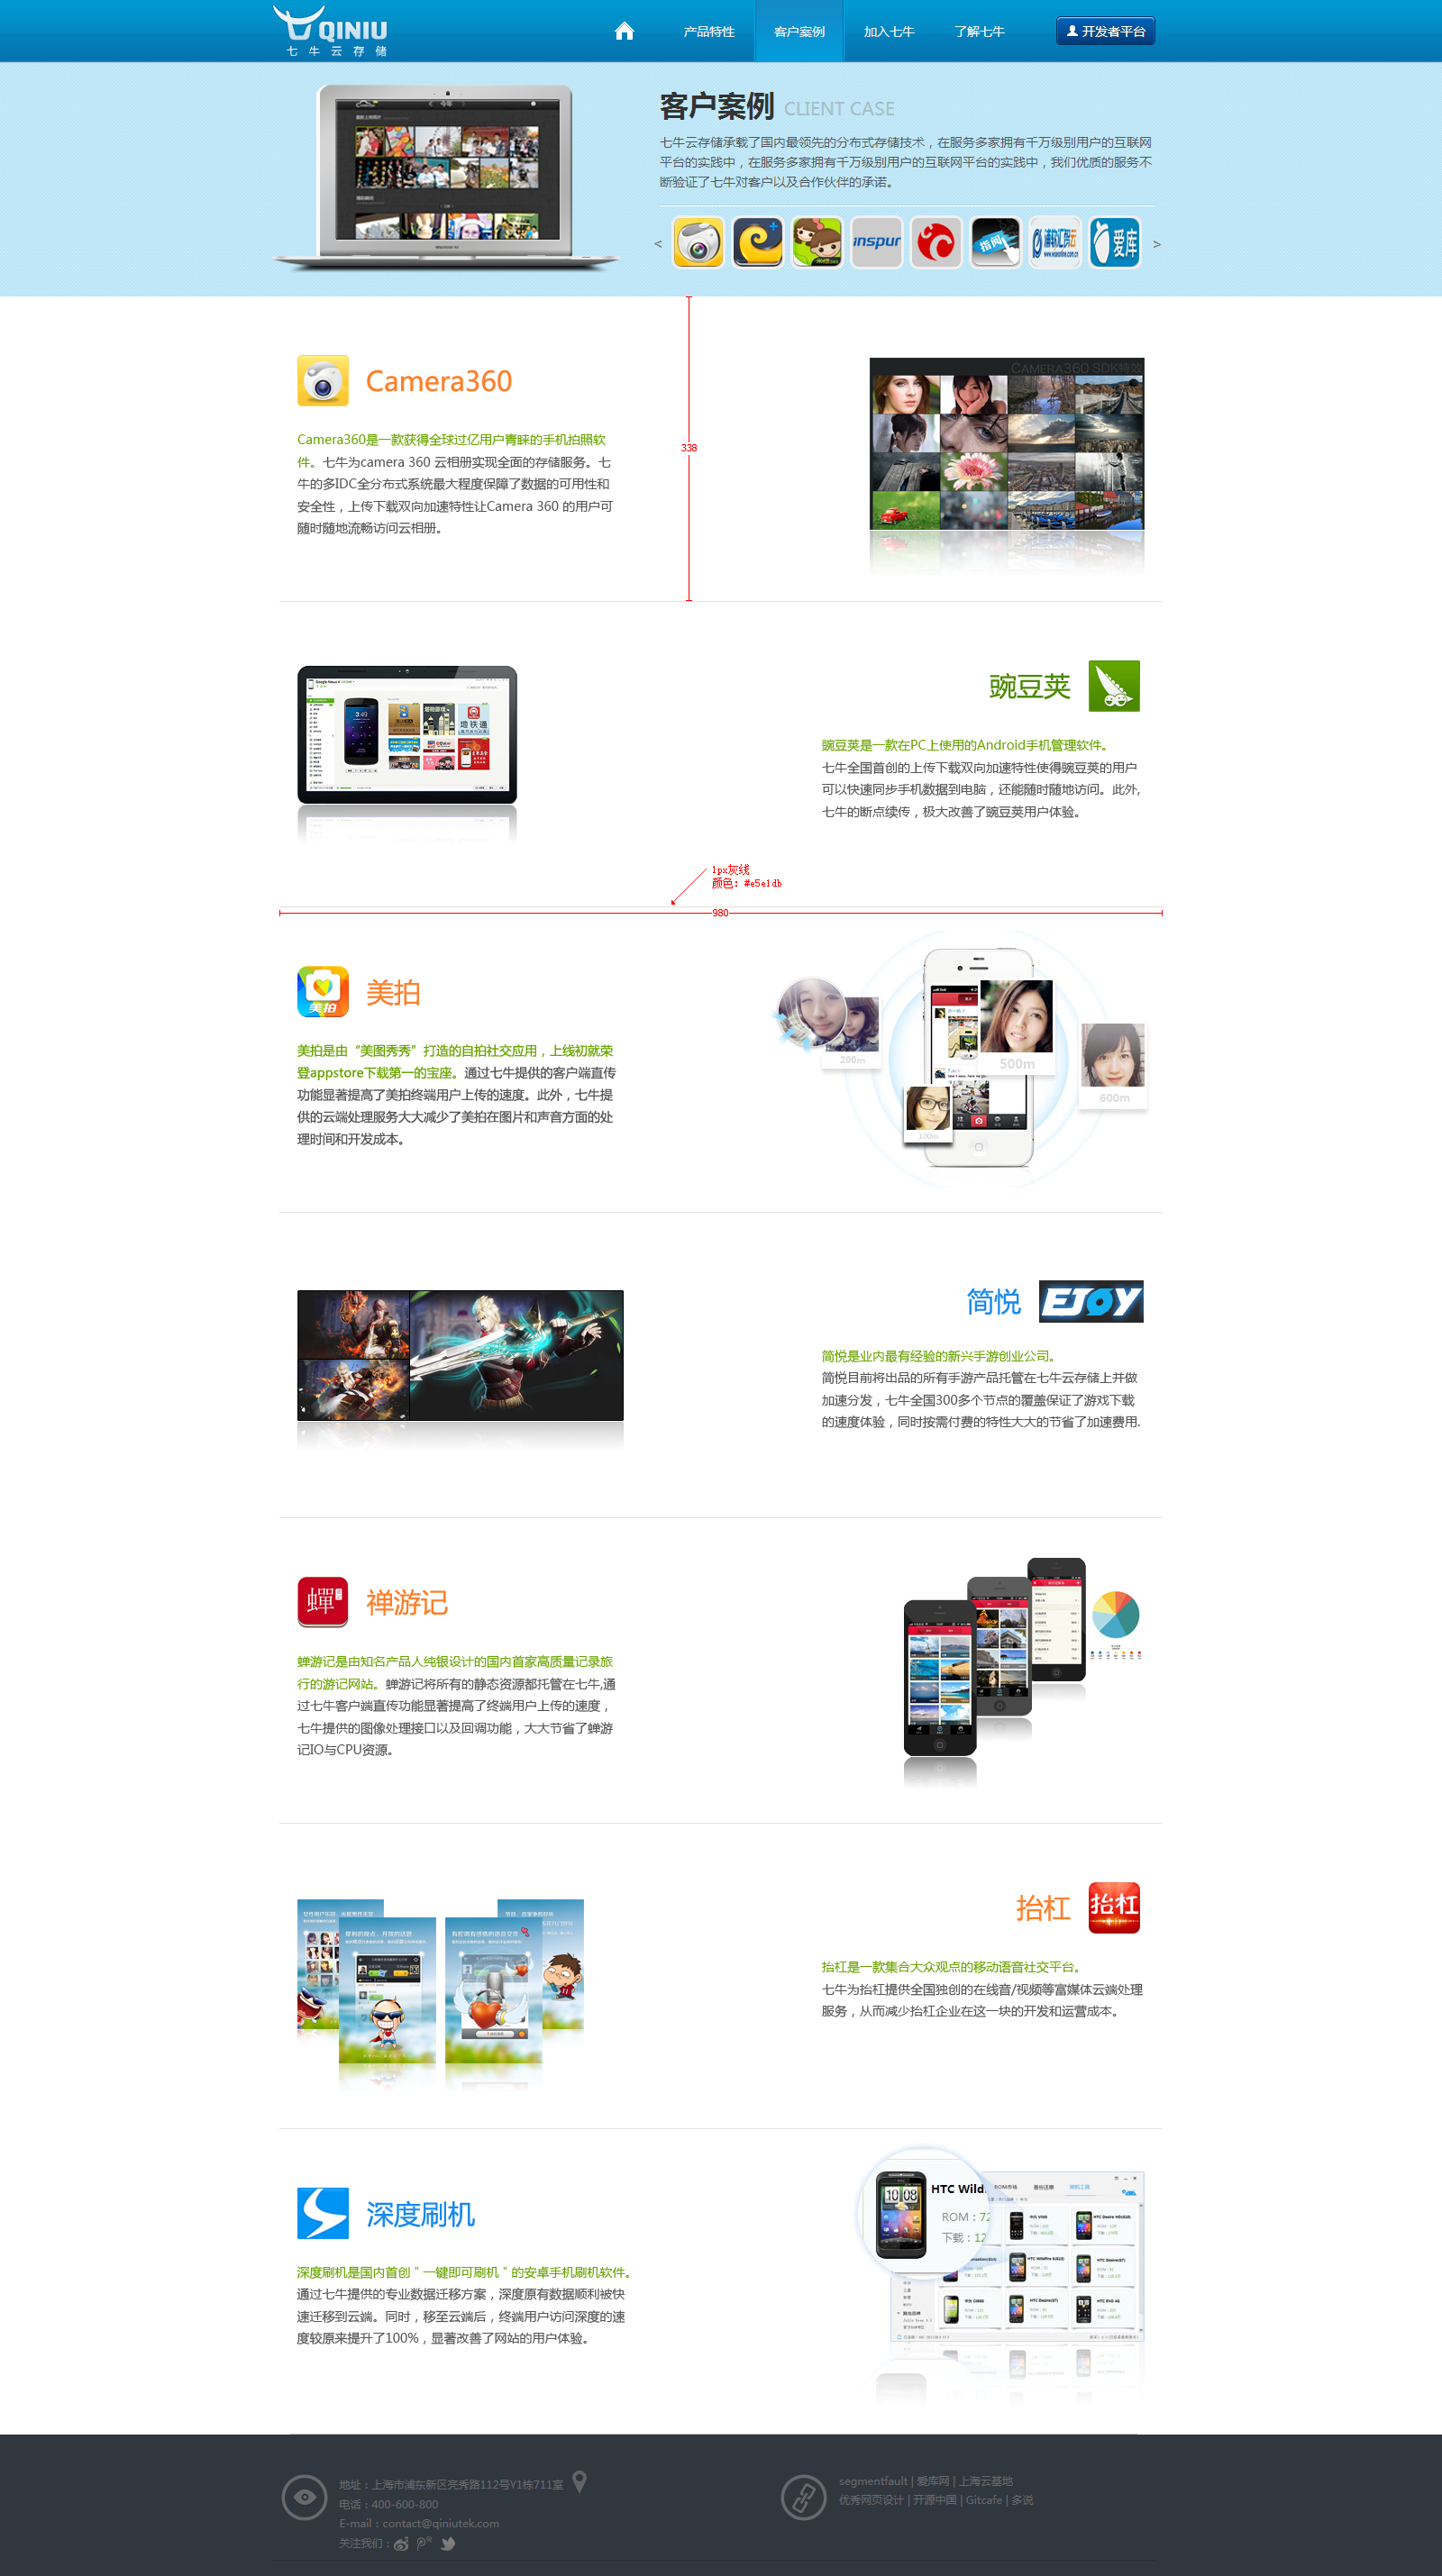 QINIU
七牛云存储
产品特性
客户案例
加入七牛
了解七牛
开发者平台
客户案例 CLIENT CASE
七牛云存储承载了国内最领先的分布式存储技术，在服务多家拥有千万级别用户的互联网
平台的实践中，在服务多家拥有千万级别用户的互联网平台的实践中，我们优质的服务不
断验证了七牛对客户以及合作伙伴的承诺。
< inspur 指阅 浦软汇智云 www.wiseonline.com.cn 爱库 >
Camera360
CAMERA360 SDK特效
Camera360是一款获得全球过亿用户青睐的手机拍照软
件。七牛为camera 360 云相册实现全面的存储服务。七
牛的多IDC全分布式系统最大程度保障了数据的可用性和
安全性，上传下载双向加速特性让Camera 360 的用户可
随时随地流畅访问云相册。
338
豌豆荚
豌豆荚是一款在PC上使用的Android手机管理软件。
七牛全国首创的上传下载双向加速特性使得豌豆荚的用户
可以快速同步手机数据到电脑，还能随时随地访问。此外,
七牛的断点续传，极大改善了豌豆荚用户体验。
1px灰线
颜色：#e5e1db
980
美拍
美拍
美拍是由“美图秀秀”打造的自拍社交应用，上线初就荣
登appstore下载第一的宝座。通过七牛提供的客户端直传
功能显著提高了美拍终端用户上传的速度。此外，七牛提
供的云端处理服务大大减少了美拍在图片和声音方面的处
理时间和开发成本。
200m
500m
600m
100m
简悦
EJOY
简悦是业内最有经验的新兴手游创业公司。
简悦目前将出品的所有手游产品托管在七牛云存储上并做
加速分发，七牛全国300多个节点的覆盖保证了游戏下载
的速度体验，同时按需付费的特性大大的节省了加速费用.
蟬
禅游记
蝉游记是由知名产品人纯银设计的国内首家高质量记录旅
行的游记网站。蝉游记将所有的静态资源都托管在七牛,通
过七牛客户端直传功能显著提高了终端用户上传的速度，
七牛提供的图像处理接口以及回调功能，大大节省了蝉游
记IO与CPU资源。
抬杠
抬杠
抬杠是一款集合大众观点的移动语音社交平台。
七牛为抬杠提供全国独创的在线音/视频等富媒体云端处理
服务，从而减少抬杠企业在这一块的开发和运营成本。
深度刷机
深度刷机是国内首创＂一键即可刷机＂的安卓手机刷机软件。
通过七牛提供的专业数据迁移方案，深度原有数据顺利被快
速迁移到云端。同时，移至云端后，终端用户访问深度的速
度较原来提升了100%，显著改善了网站的用户体验。
HTC Wild
ROM：72
下载：12
ROM市场
地址：上海市浦东新区亮秀路112号Y1栋711室
电话：400-600-800
E-mail：contact@qiniutek.com
关注我们：
segmentfault | 爱库网 | 上海云基地
优秀网页设计 | 开源中国 | Gitcafe | 多说